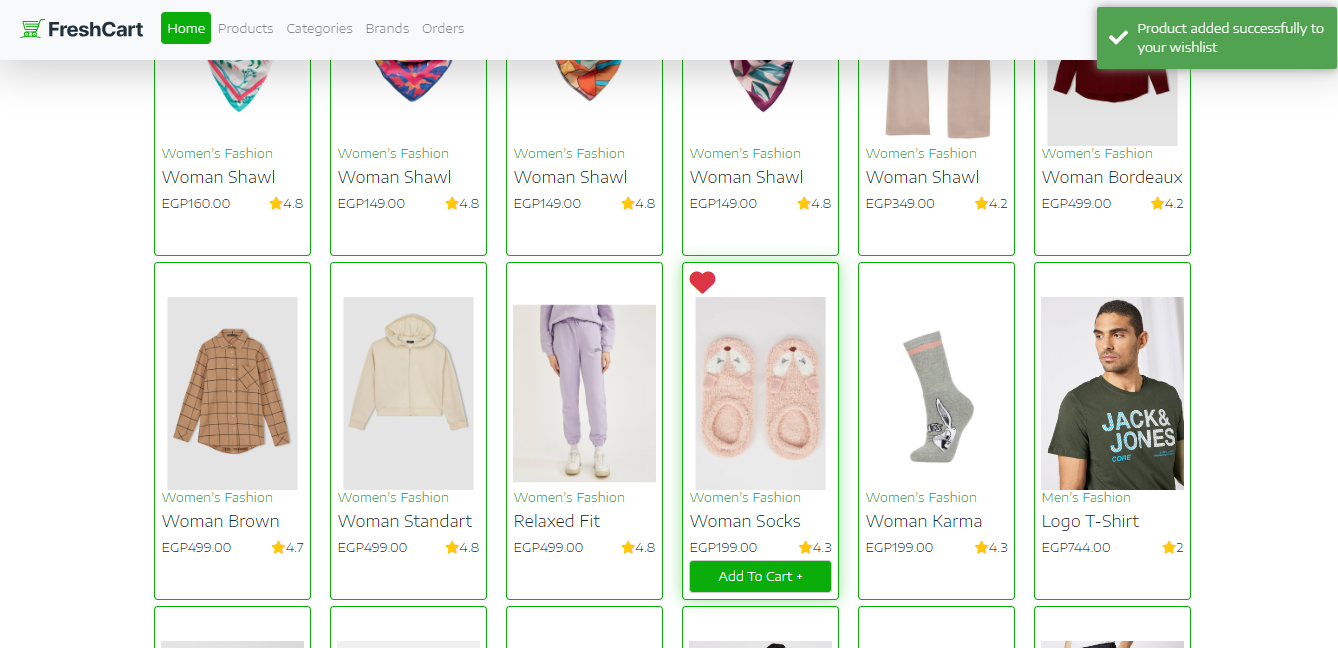 FreshCart
Home Products Categories Brands Orders
Product added successfully to
your wishlist
Women's Fashion Women's Fashion Women's Fashion Women's Fashion Women's Fashion Women's Fashion
Woman Shawl Woman Shawl Woman Shawl Woman Shawl Woman Shawl Woman Bordeaux
EGP160.00 4.8 EGP149.00 4.8 EGP149.00 4.8 EGP149.00 4.8 EGP349.00 4.2 EGP499.00 4.2
JACK&
JONES
CORE
Women's Fashion Women's Fashion Women's Fashion Women's Fashion Women's Fashion Men's Fashion
Woman Brown Woman Standart Relaxed Fit Woman Socks Woman Karma Logo T-Shirt
EGP499.00 4.7 EGP499.00 4.8 EGP499.00 4.8 EGP199.00 4.3 EGP199.00 4.3 EGP744.00 2
Add To Cart +